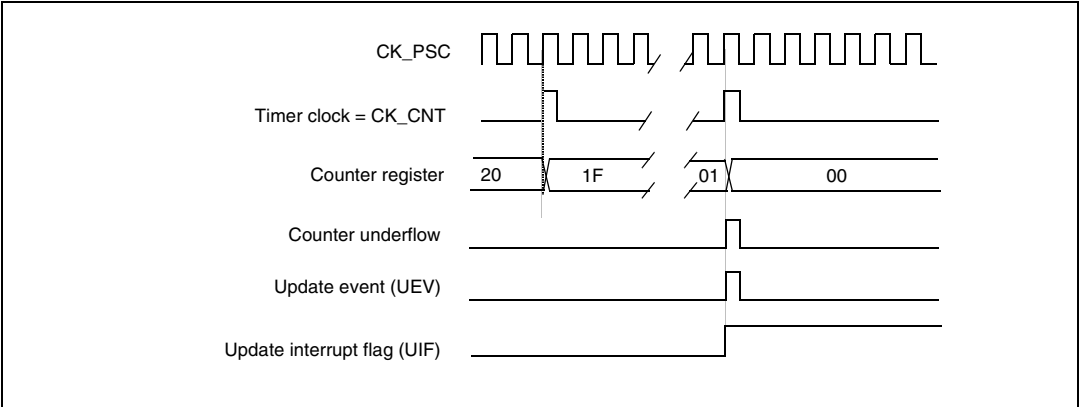 CK_PSC
Timer clock = CK_CNT
Counter register 20 1F 01 00
Counter underflow
Update event (UEV)
Update interrupt flag (UIF)